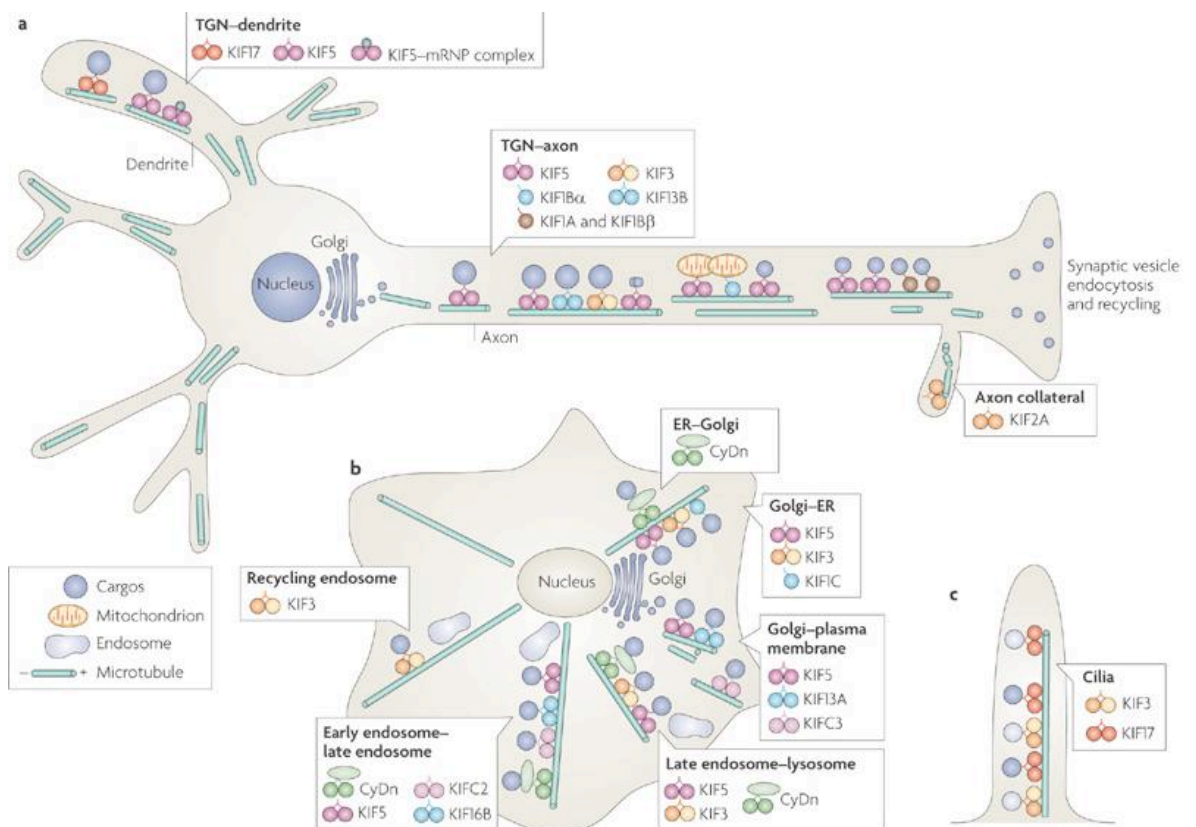 a
TGN–dendrite
KIF17
KIF5
KIF5–mRNP complex
Dendrite
TGN–axon
KIF5
KIF3
KIF1Bα
KIF13B
KIF1A and KIF1Bβ
Golgi
Nucleus
Axon
Synaptic vesicle
endocytosis
and recycling
Axon collateral
KIF2A
b
ER–Golgi
CyDn
Golgi–ER
KIF5
KIF3
KIF1C
Nucleus
Golgi
Recycling endosome
KIF3
Golgi–plasma
membrane
KIF5
KIF13A
KIFC3
Early endosome–
late endosome
CyDn
KIFC2
KIF5
KIF16B
Late endosome–lysosome
KIF5
CyDn
KIF3
Cargos
Mitochondrion
Endosome
– + Microtubule
c
Cilia
KIF3
KIF17